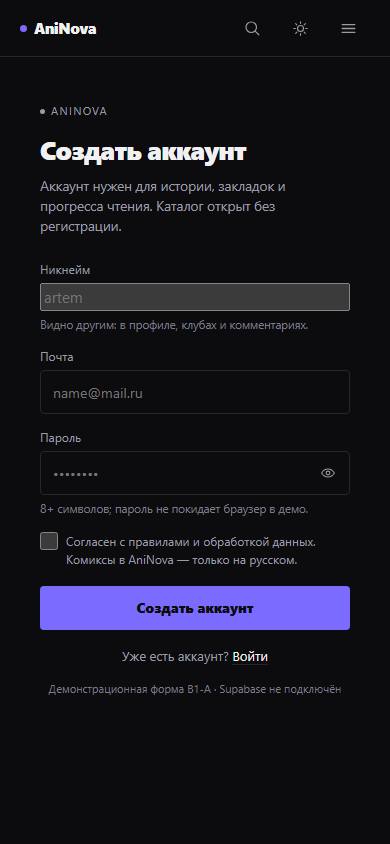 AniNova
ANINOVA
Создать аккаунт
Аккаунт нужен для истории, закладок и
прогресса чтения. Каталог открыт без
регистрации.
Никнейм
artem
Видно другим: в профиле, клубах и комментариях.
Почта
name@mail.ru
Пароль
••••••••
8+ символов; пароль не покидает браузер в демо.
Согласен с правилами и обработкой данных.
Комиксы в AniNova — только на русском.
Создать аккаунт
Уже есть аккаунт? Войти
Демонстрационная форма B1-A · Supabase не подключён